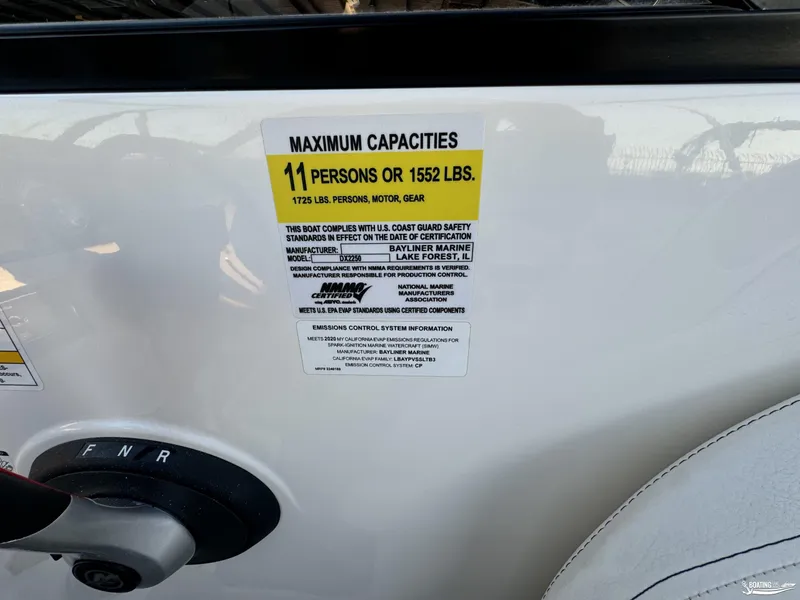 MAXIMUM CAPACITIES
11 PERSONS OR 1552 LBS.
1725 LBS. PERSONS, MOTOR, GEAR
THIS BOAT COMPLIES WITH U.S. COAST GUARD SAFETY
STANDARDS IN EFFECT ON THE DATE OF CERTIFICATION
MANUFACTURER: BAYLINER MARINE
MODEL: DX2250 LAKE FOREST, IL
DESIGN COMPLIANCE WITH NMMA REQUIREMENTS IS VERIFIED.
MANUFACTURER RESPONSIBLE FOR PRODUCTION CONTROL.
NMMA
CERTIFIED
using ABYC standards
NATIONAL MARINE
MANUFACTURERS
ASSOCIATION
MEETS U.S. EPA EVAP STANDARDS USING CERTIFIED COMPONENTS
EMISSIONS CONTROL SYSTEM INFORMATION
MEETS 2020 MY CALIFORNIA EVAP EMISSIONS REGULATIONS FOR
SPARK-IGNITION MARINE WATERCRAFT (SIMW)
MANUFACTURER: BAYLINER MARINE
CALIFORNIA EVAP FAMILY: LBAYPVSSLTB3
EMISSION CONTROL SYSTEM: CP
F N R
BOATING